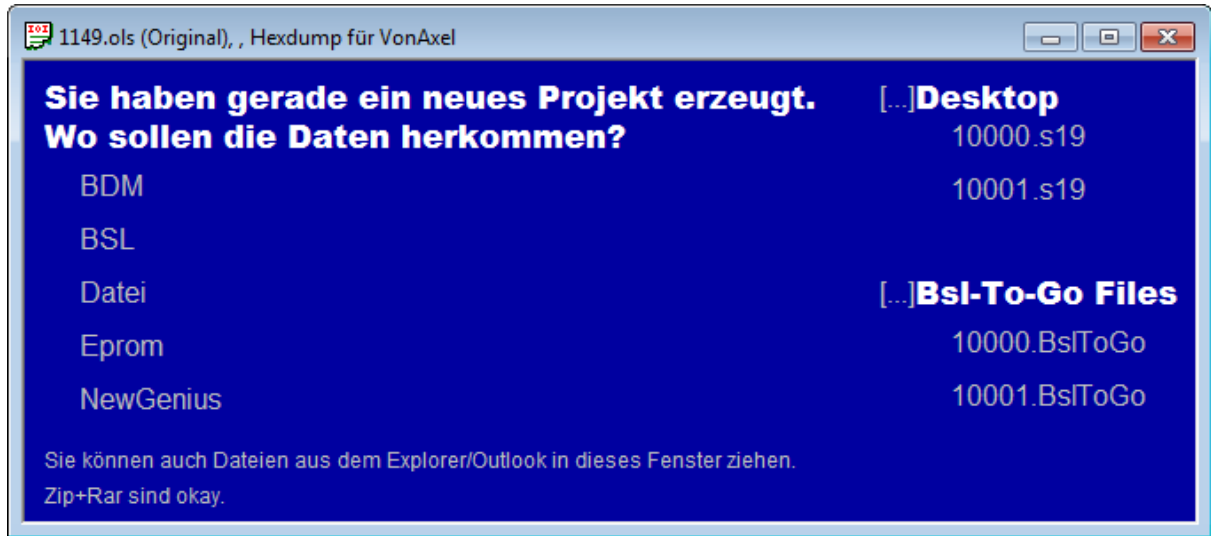 1149.ols (Original), , Hexdump für VonAxel
Sie haben gerade ein neues Projekt erzeugt.
Wo sollen die Daten herkommen?
BDM
BSL
Datei
Eprom
NewGenius
[...]Desktop
10000.s19
10001.s19
[...]Bsl-To-Go Files
10000.BslToGo
10001.BslToGo
Sie können auch Dateien aus dem Explorer/Outlook in dieses Fenster ziehen.
Zip+Rar sind okay.